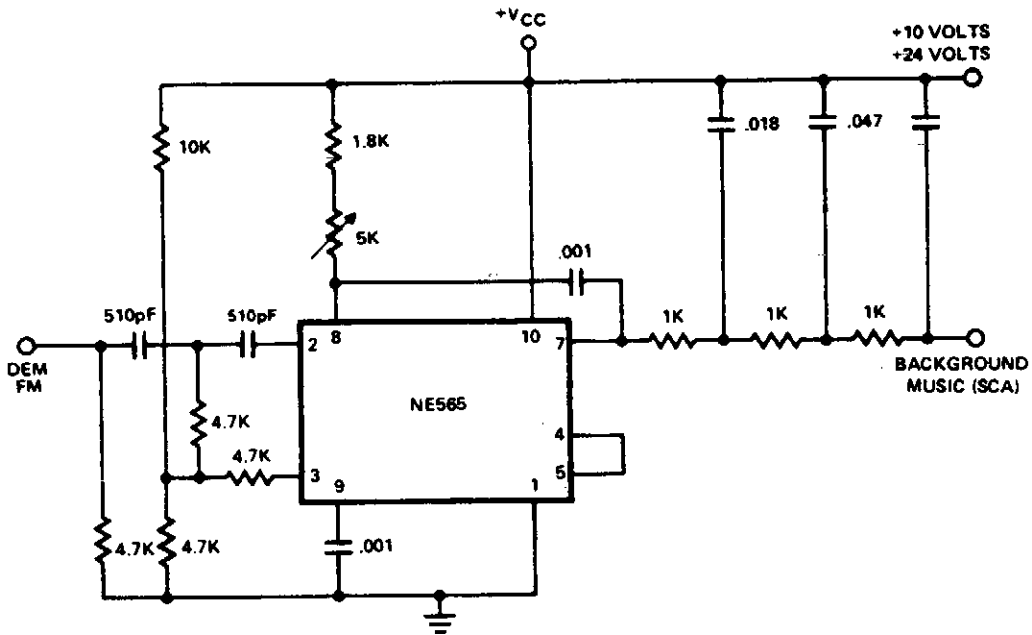 +VCC
+10 VOLTS
+24 VOLTS
10K
1.8K
.018
.047
5K
.001
510pF
510pF
1K
1K
1K
2
8
10
7
DEM
FM
BACKGROUND
MUSIC (SCA)
NE565
4.7K
4
4.7K
5
3
9
1
4.7K
4.7K
.001